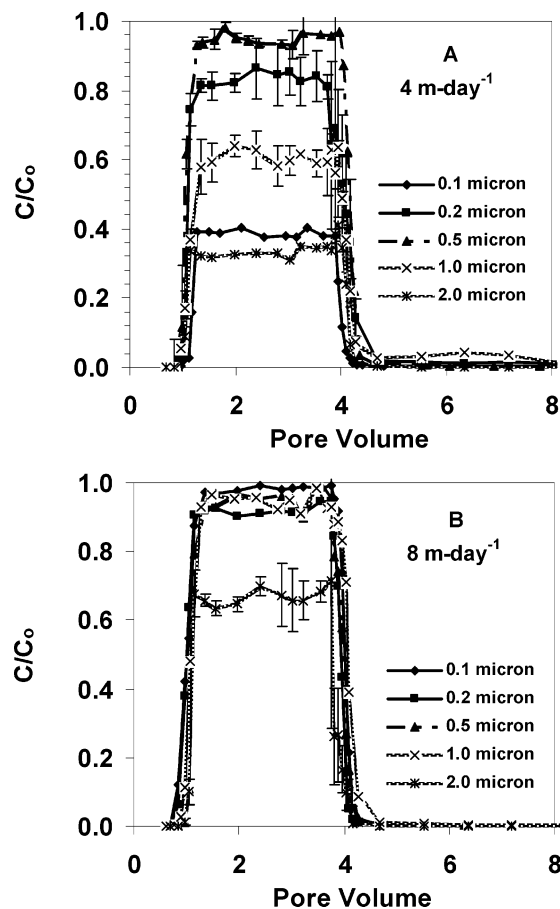 1.0
0.8
0.6
0.4
0.2
0.0
C/Co
A
4 m-day-1
0.1 micron
0.2 micron
0.5 micron
1.0 micron
2.0 micron
0 2 4 6 8
Pore Volume
1.0
0.8
0.6
0.4
0.2
0.0
C/Co
B
8 m-day-1
0.1 micron
0.2 micron
0.5 micron
1.0 micron
2.0 micron
0 2 4 6 8
Pore Volume